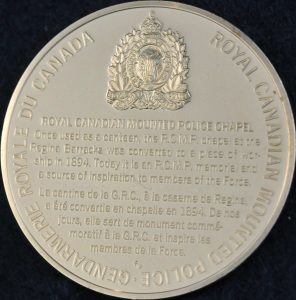 GENDARMERIE ROYALE DU CANADA
ROYAL CANADIAN MOUNTED POLICE
ROYAL CANADIAN MOUNTED POLICE CHAPEL
Once used as a canteen, the R.C.M.P. chapel at the
Regina Barracks was converted to a place of wor-
ship in 1894. Today it is an R.C.M.P. memorial, and
a source of inspiration to members of the Force.
La cantine de la G.R.C., à la caserne de Regina,
a été convertie en chapelle en 1894. De nos
jours, elle sert de monument commé-
moratif à la G.R.C. et inspire les
membres de la Force.